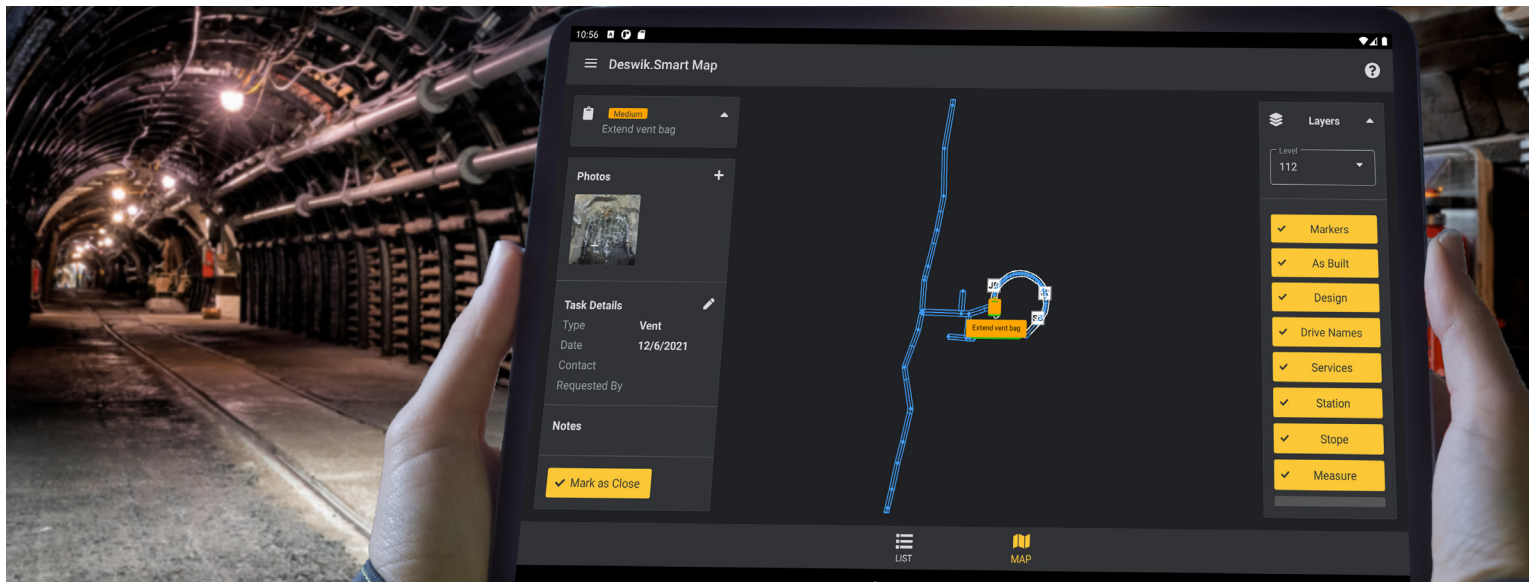 10:56
Deswik.Smart Map
Medium
Extend vent bag
Photos
Task Details
Type Vent
Date 12/6/2021
Contact
Requested By
Notes
Mark as Close
JB
SB
Extend vent bag
Layers
Level
112
Markers
As Built
Design
Drive Names
Services
Station
Stope
Measure
LIST
MAP